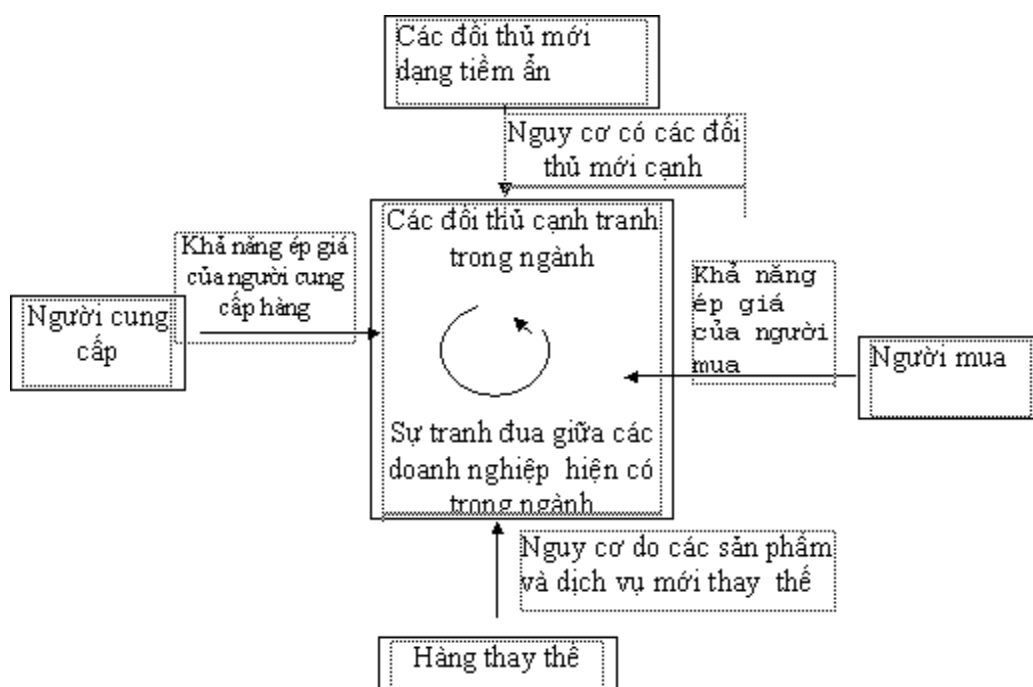 Các đối thủ mới
dạng tiềm ẩn
Nguy cơ có các đối
thủ mới cạnh
Các đối thủ cạnh tranh
trong ngành
Khả năng ép giá
của người cung
cấp hàng
Người cung
cấp
Khả năng
ép giá
của người
mua
Người mua
Sự tranh đua giữa các
doanh nghiệp hiện có
trong ngành
Nguy cơ do các sản phẩm
và dịch vụ mới thay thế
Hàng thay thế